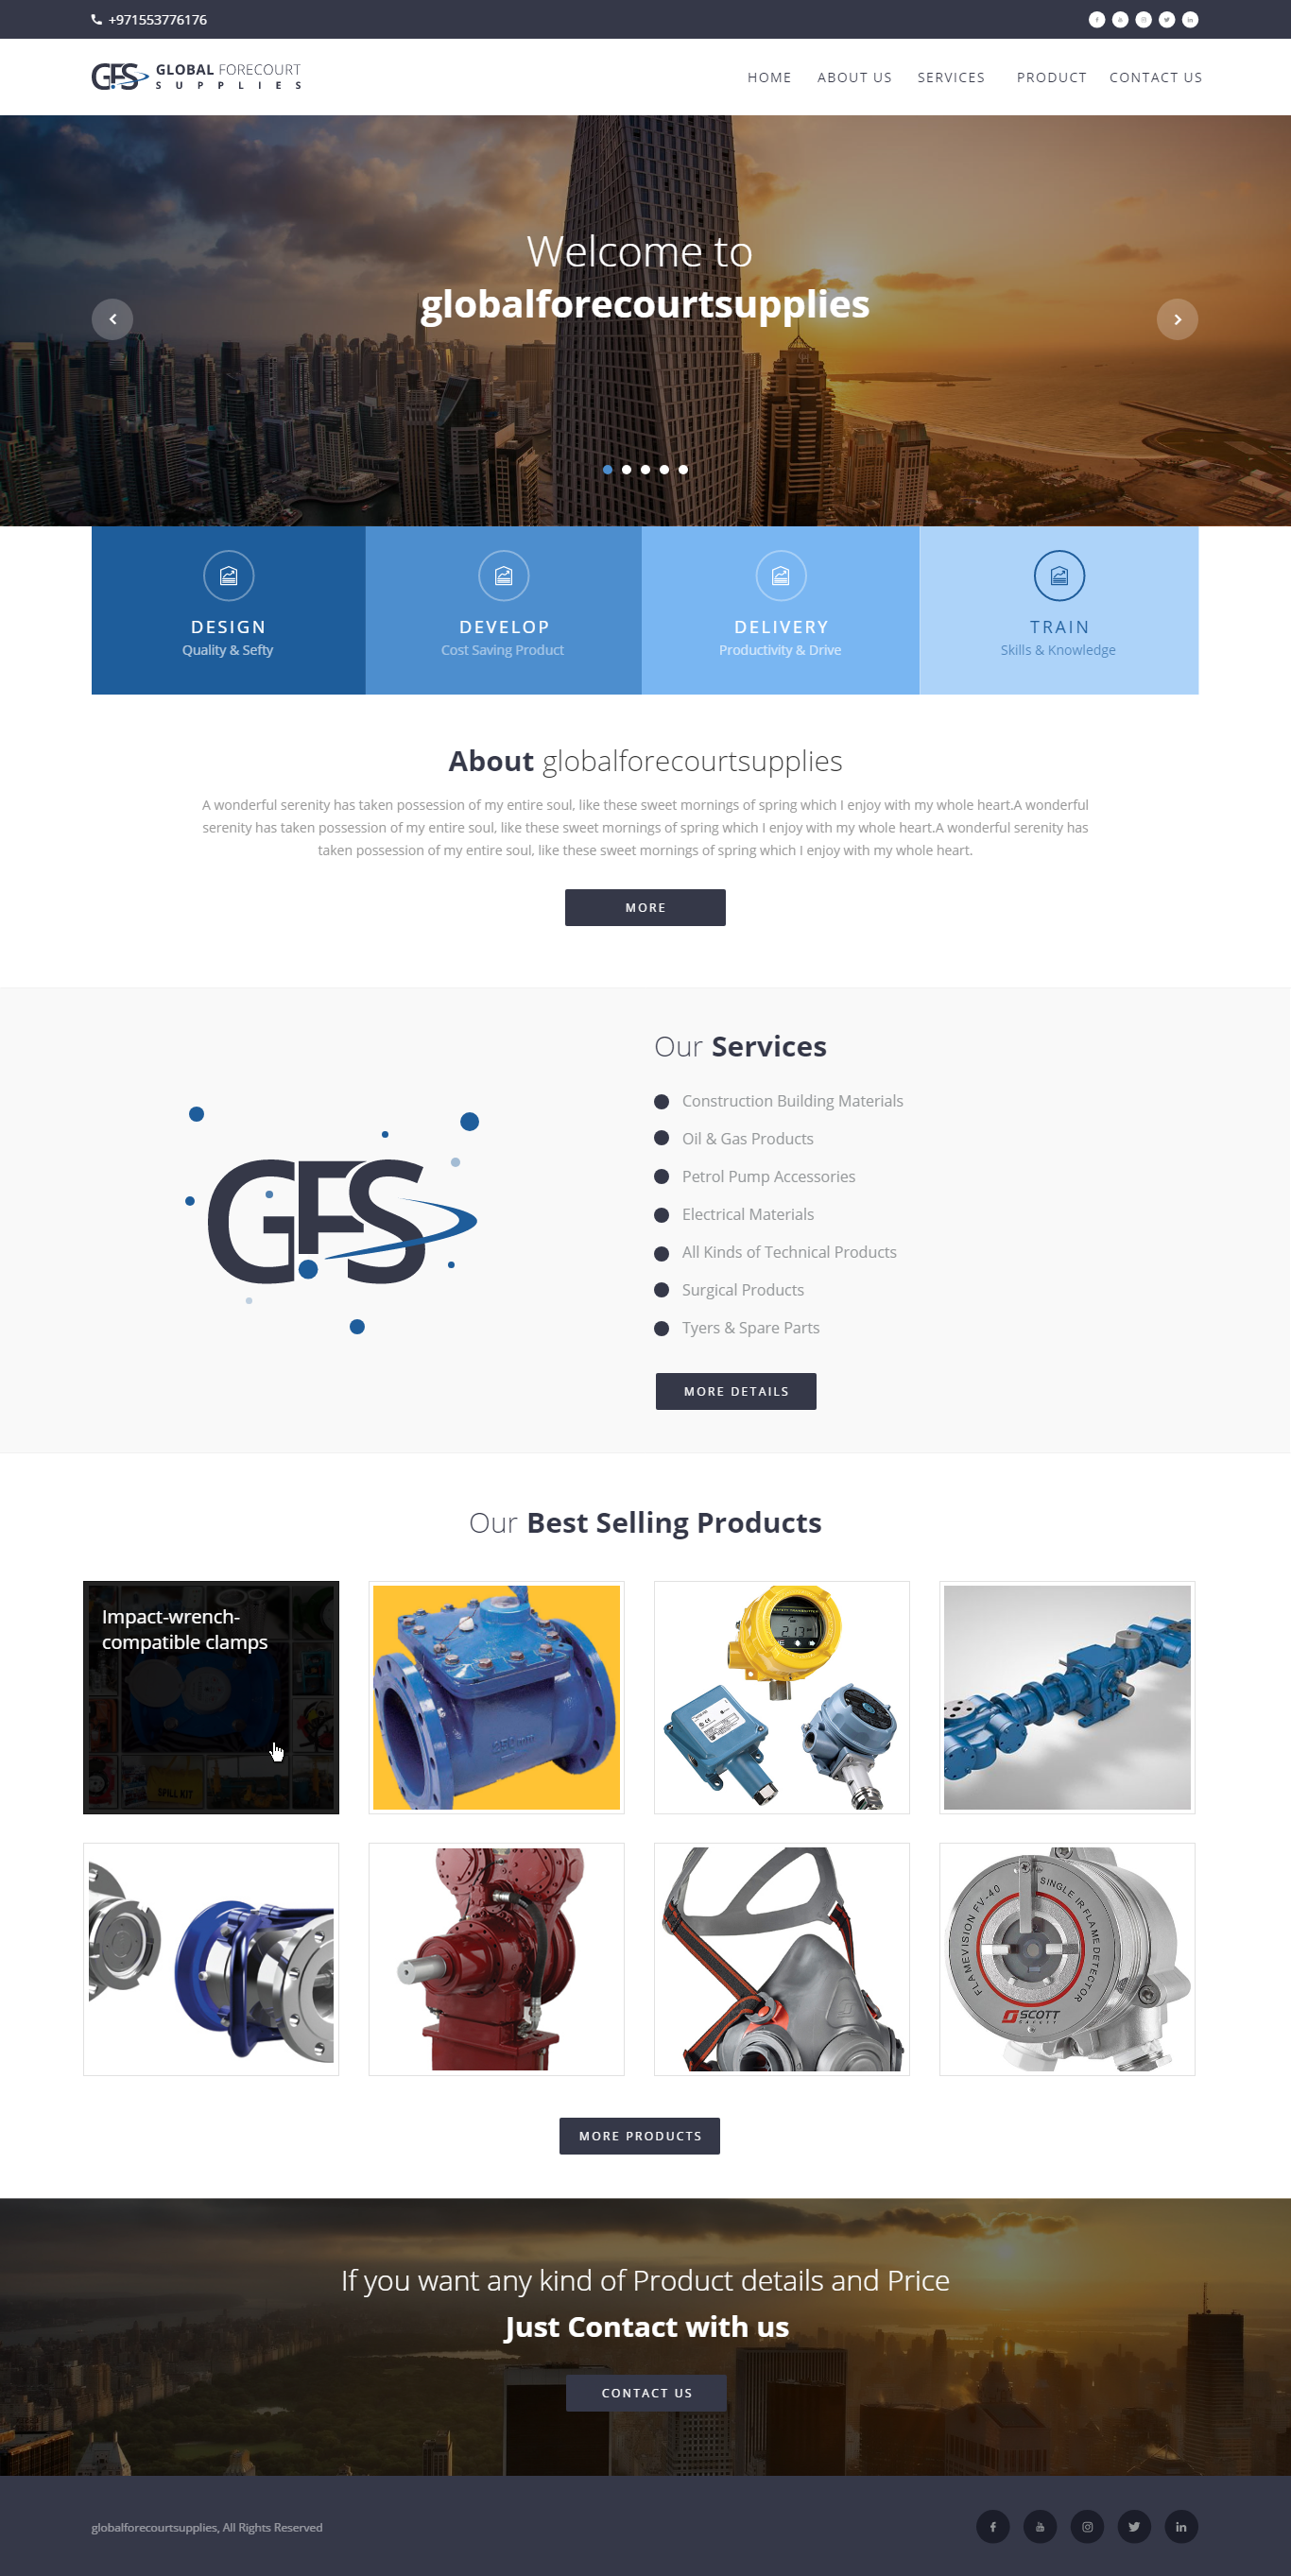 +971553776176
GFS GLOBAL FORECOURT
SUPPLIES
HOME ABOUT US SERVICES PRODUCT CONTACT US
Welcome to
globalforecourtsupplies
DESIGN
Quality & Sefty
DEVELOP
Cost Saving Product
DELIVERY
Productivity & Drive
TRAIN
Skills & Knowledge
About globalforecourtsupplies
A wonderful serenity has taken possession of my entire soul, like these sweet mornings of spring which I enjoy with my whole heart.A wonderful
serenity has taken possession of my entire soul, like these sweet mornings of spring which I enjoy with my whole heart.A wonderful serenity has
taken possession of my entire soul, like these sweet mornings of spring which I enjoy with my whole heart.
MORE
GFS
Our Services
Construction Building Materials
Oil & Gas Products
Petrol Pump Accessories
Electrical Materials
All Kinds of Technical Products
Surgical Products
Tyers & Spare Parts
MORE DETAILS
Our Best Selling Products
Impact-wrench-
compatible clamps
SPILL KIT
FLAMEVISION FV-40
SINGLE IR FLAME DETECTOR
SCOTT
SAFETY
MORE PRODUCTS
If you want any kind of Product details and Price
Just Contact with us
CONTACT US
globalforecourtsupplies, All Rights Reserved